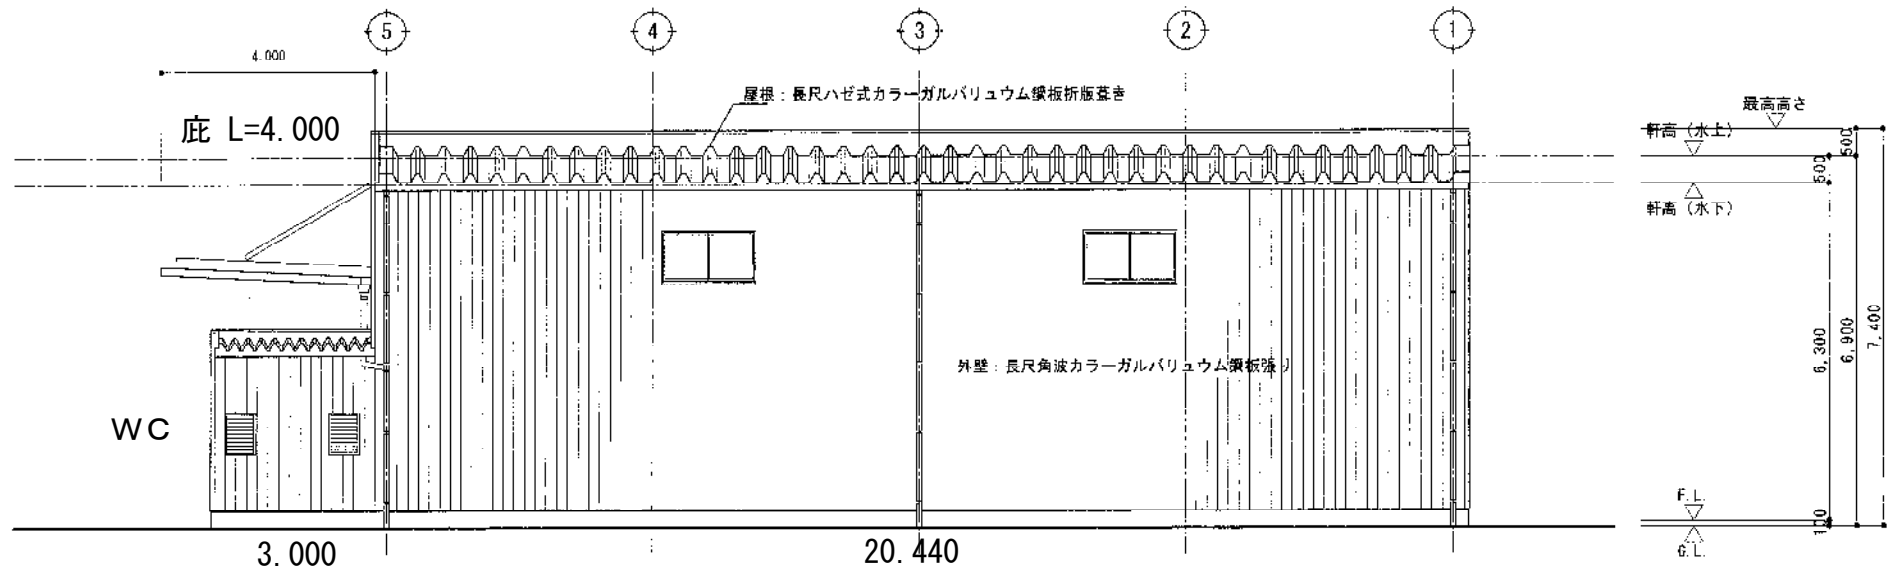 5
4
3
2
1
4.000
屋根：長尺ハゼ式カラーガルバリュウム鋼板折版葺き
最高高さ
庇 L=4.000
軒高（水上）
500
500
軒高（水下）
6,300
6,900
7,400
外壁：長尺角波カラーガルバリュウム鋼板張り
WC
F.L.
100
G.L.
3.000
20.440